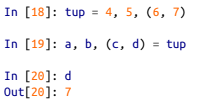 In [18]: tup = 4, 5, (6, 7)
In [19]: a, b, (c, d) = tup
In [20]: d
Out[20]: 7